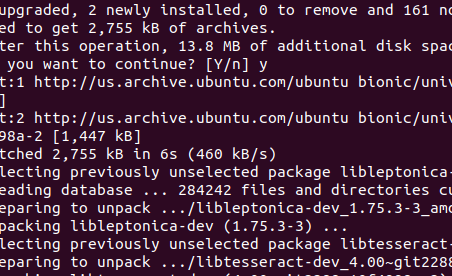 upgraded, 2 newly installed, 0 to remove and 161 no
ed to get 2,755 kB of archives.
ter this operation, 13.8 MB of additional disk spac
you want to continue? [Y/n] y
t:1 http://us.archive.ubuntu.com/ubuntu bionic/univ
]
t:2 http://us.archive.ubuntu.com/ubuntu bionic/univ
98a-2 [1,447 kB]
tched 2,755 kB in 6s (460 kB/s)
lecting previously unselected package libleptonica-
eading database ... 284242 files and directories cu
eparing to unpack .../libleptonica-dev_1.75.3-3_amd
packing libleptonica-dev (1.75.3-3) ...
lecting previously unselected package libtesseract-
eparing to unpack .../libtesseract-dev_4.00~git2288